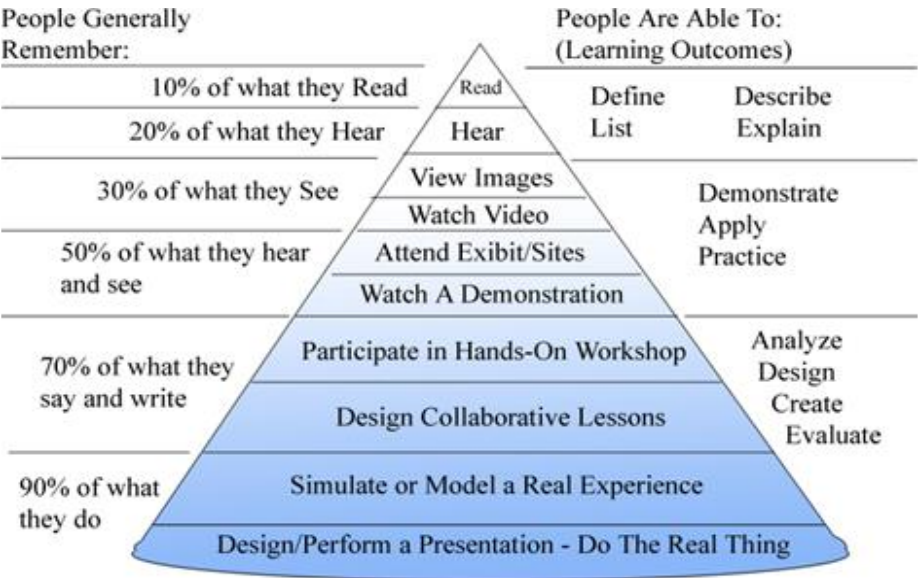 People Generally
Remember:
10% of what they Read
20% of what they Hear
30% of what they See
50% of what they hear
and see
70% of what they
say and write
90% of what
they do
Read
Hear
View Images
Watch Video
Attend Exibit/Sites
Watch A Demonstration
Participate in Hands-On Workshop
Design Collaborative Lessons
Simulate or Model a Real Experience
Design/Perform a Presentation - Do The Real Thing
People Are Able To:
(Learning Outcomes)
Define Describe
List Explain
Demonstrate
Apply
Practice
Analyze
Design
Create
Evaluate